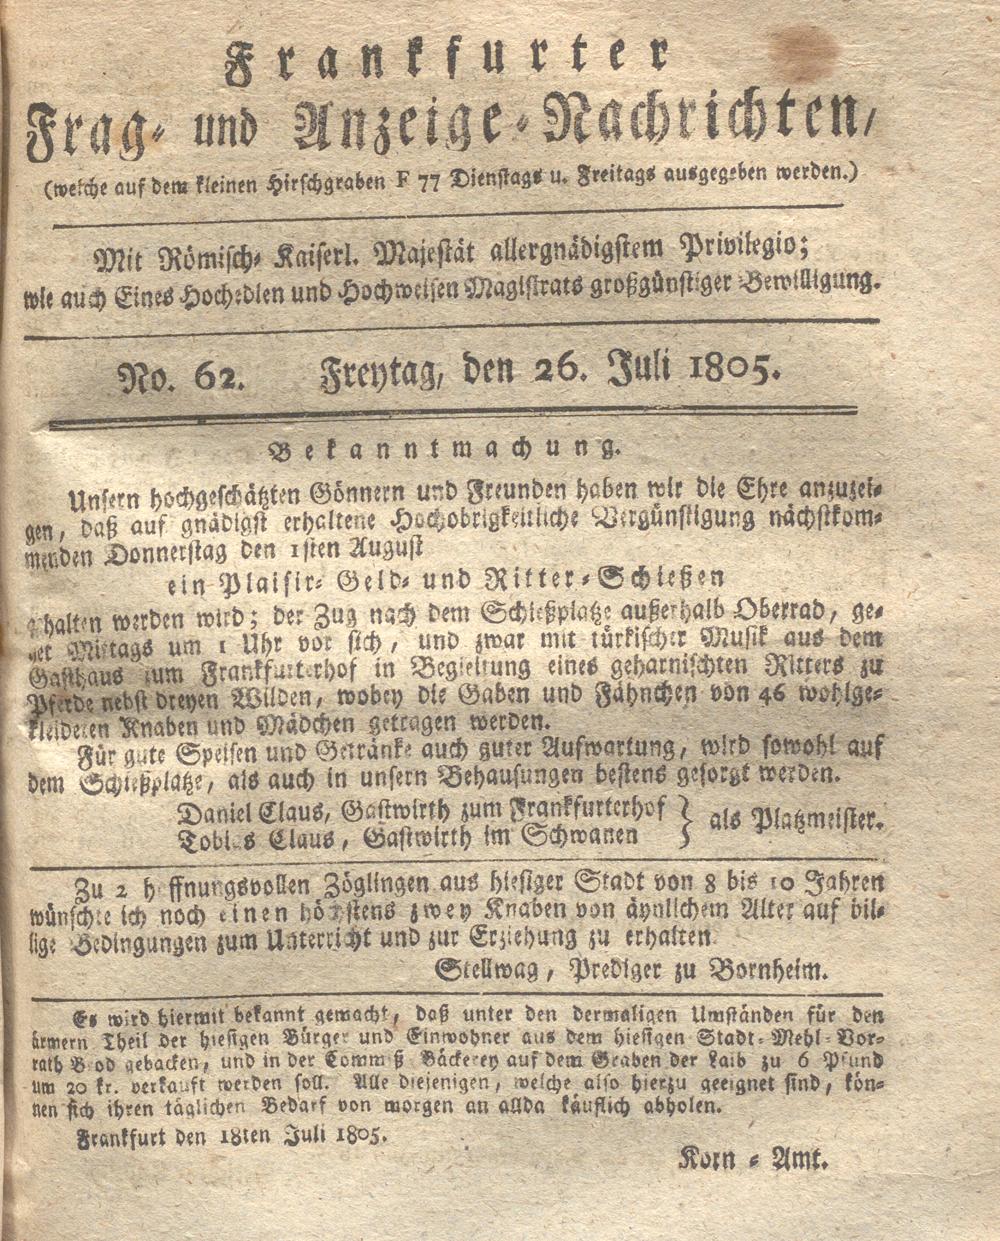 Frankfurter
Frag- und Anzeige-Nachrichten,
(welche auf dem kleinen Hirschgraben F 77 Dienstags u. Freitags ausgegeben werden.)
Mit Römisch-Kaiserl. Majestät allergnädigstem Privilegio;
wie auch Eines Hochedlen und Hochweisen Magistrats großgünstiger Bewilligung.
No. 62. Freytag, den 26. Juli 1805.
Bekanntmachung.
Unsern hochgeschätzten Gönnern und Freunden haben wir die Ehre anzuzei-
gen, daß auf gnädigst erhaltene Hochobrigkeitliche Vergünstigung nächstkom-
menden Donnerstag den 1sten August
ein Plaisir- Geld- und Ritter-Schießen
gehalten werden wird; der Zug nach dem Schießplatze außerhalb Oberrad, ge-
het Mittags um 1 Uhr vor sich, und zwar mit türkischer Musik aus dem
Gasthaus zum Frankfurterhof in Begleitung eines geharnischten Ritters zu
Pferde nebst dreyen Wilden, wobey die Gaben und Fähnchen von 46 wohlge-
kleideten Knaben und Mädchen getragen werden.
Für gute Speisen und Getränke auch guter Aufwartung, wird sowohl auf
dem Schießplatze, als auch in unsern Behausungen bestens gesorgt werden.
Daniel Claus, Gastwirth zum Frankfurterhof } als Platzmeister.
Tobias Claus, Gastwirth im Schwanen
Zu 2 hoffnungsvollen Zöglingen aus hiesiger Stadt von 8 bis 10 Jahren
wünschte ich noch einen höchstens zwey Knaben von ähnlichem Alter auf bil-
lige Bedingungen zum Unterricht und zur Erziehung zu erhalten
Stellwag, Prediger zu Bornheim.
Es wird hiermit bekannt gemacht, daß unter den dermaligen Umständen für den
ärmern Theil der hiesigen Bürger und Einwohner aus dem hiesigen Stadt-Mehl-Vor-
rath Brod gebacken, und in der Commiß Bäckerey auf dem Graben der Laib zu 6 Pfund
um 20 kr. verkauft werden soll. Alle diejenigen, welche also hierzu geeignet sind, kön-
nen sich ihren täglichen Bedarf von morgen an allda käuflich abholen.
Frankfurt den 18ten Juli 1805.
Korn-Amt.